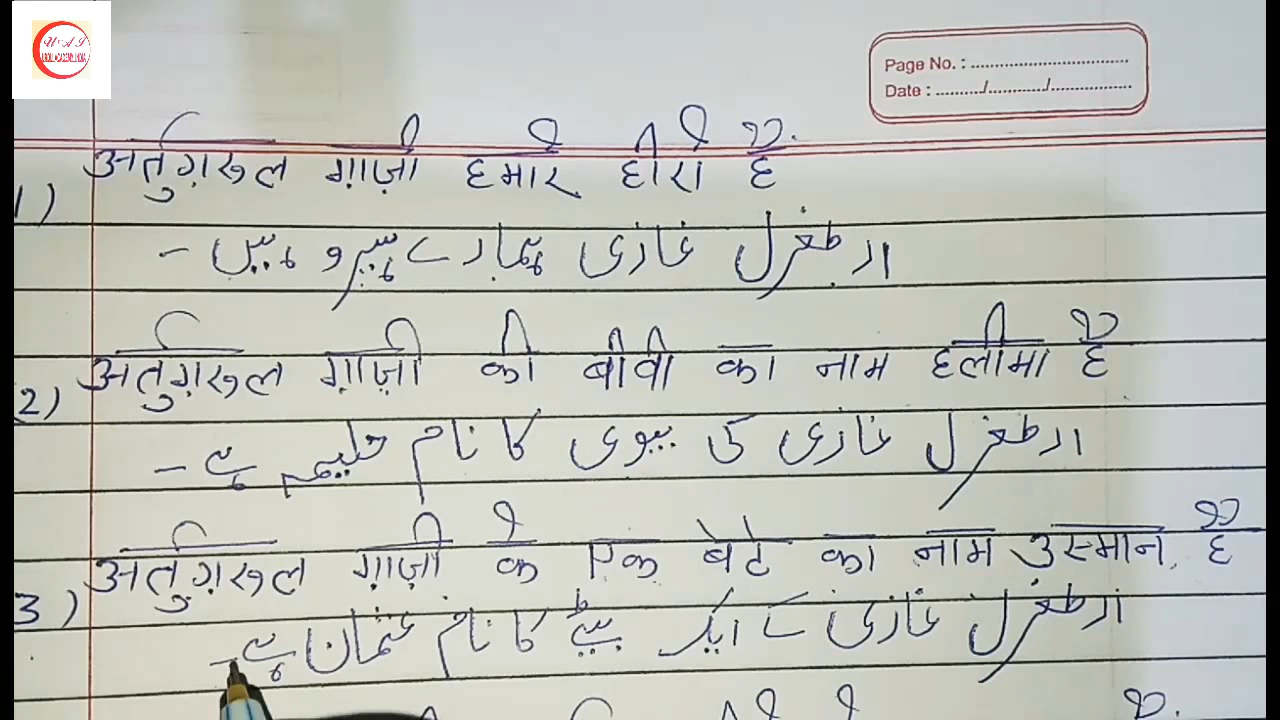 U A I
Page No. : ................................
Date : ........../............/.................
अर्तुग़रुल ग़ाज़ी हमारे हीरो हैं
1)
ارطغرل غازی ہمارے ہیرو ہیں -
अर्तुग़रुल ग़ाज़ी की बीवी का नाम हलीमा है
2)
ارطغرل غازی کی بیوی کا نام حلیمہ ہے -
अर्तुग़रुल ग़ाज़ी के एक बेटे का नाम उस्मान है
3)
ارطغرل غازی کے ایک بیٹے کا نام عثمان ہے -